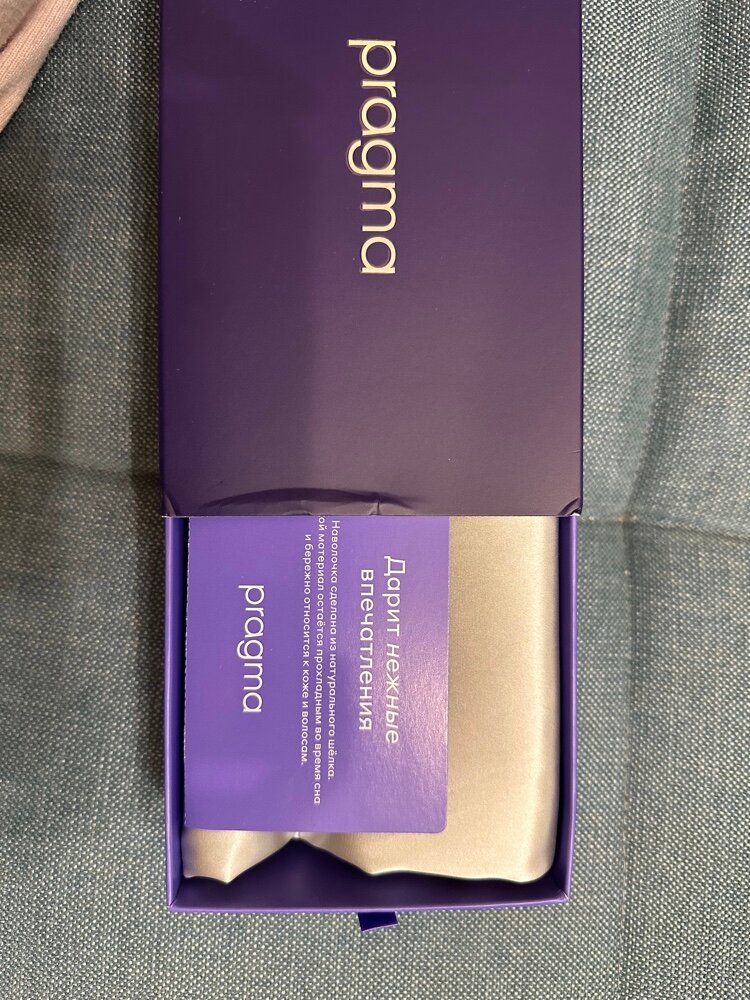 pragma
Дарит нежные
впечатления
Наволочка сделана из натурального шёлка.
материал остаётся прохладным во время сна
и бережно относится к коже и волосам.
pragma